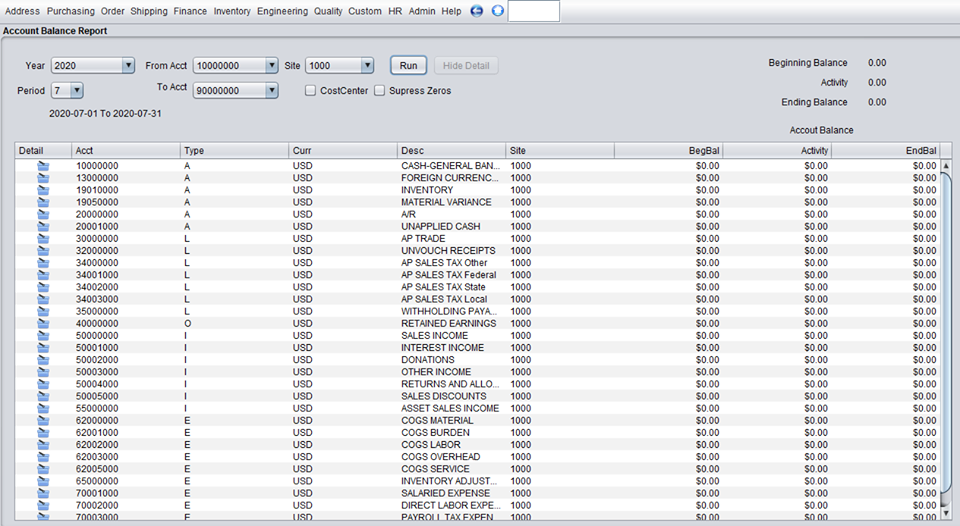 Address Purchasing Order Shipping Finance Inventory Engineering Quality Custom HR Admin Help
Account Balance Report
Year 2020 From Acct 10000000 Site 1000 Run Hide Detail Beginning Balance 0.00
Period 7 To Acct 90000000 CostCenter Supress Zeros Activity 0.00
Ending Balance 0.00
2020-07-01 To 2020-07-31
Accout Balance
Detail Acct Type Curr Desc Site BegBal Activity EndBal
10000000 A USD CASH-GENERAL BAN... 1000 $0.00 $0.00 $0.00
13000000 A USD FOREIGN CURRENC... 1000 $0.00 $0.00 $0.00
19010000 A USD INVENTORY 1000 $0.00 $0.00 $0.00
19050000 A USD MATERIAL VARIANCE 1000 $0.00 $0.00 $0.00
20000000 A USD A/R 1000 $0.00 $0.00 $0.00
20001000 A USD UNAPPLIED CASH 1000 $0.00 $0.00 $0.00
30000000 L USD AP TRADE 1000 $0.00 $0.00 $0.00
32000000 L USD UNVOUCH RECEIPTS 1000 $0.00 $0.00 $0.00
34000000 L USD AP SALES TAX Other 1000 $0.00 $0.00 $0.00
34001000 L USD AP SALES TAX Federal 1000 $0.00 $0.00 $0.00
34002000 L USD AP SALES TAX State 1000 $0.00 $0.00 $0.00
34003000 L USD AP SALES TAX Local 1000 $0.00 $0.00 $0.00
35000000 L USD WITHHOLDING PAYA... 1000 $0.00 $0.00 $0.00
40000000 O USD RETAINED EARNINGS 1000 $0.00 $0.00 $0.00
50000000 I USD SALES INCOME 1000 $0.00 $0.00 $0.00
50001000 I USD INTEREST INCOME 1000 $0.00 $0.00 $0.00
50002000 I USD DONATIONS 1000 $0.00 $0.00 $0.00
50003000 I USD OTHER INCOME 1000 $0.00 $0.00 $0.00
50004000 I USD RETURNS AND ALLO... 1000 $0.00 $0.00 $0.00
50005000 I USD SALES DISCOUNTS 1000 $0.00 $0.00 $0.00
55000000 I USD ASSET SALES INCOME 1000 $0.00 $0.00 $0.00
62000000 E USD COGS MATERIAL 1000 $0.00 $0.00 $0.00
62001000 E USD COGS BURDEN 1000 $0.00 $0.00 $0.00
62002000 E USD COGS LABOR 1000 $0.00 $0.00 $0.00
62003000 E USD COGS OVERHEAD 1000 $0.00 $0.00 $0.00
62005000 E USD COGS SERVICE 1000 $0.00 $0.00 $0.00
65000000 E USD INVENTORY ADJUST... 1000 $0.00 $0.00 $0.00
70001000 E USD SALARIED EXPENSE 1000 $0.00 $0.00 $0.00
70002000 E USD DIRECT LABOR EXPE... 1000 $0.00 $0.00 $0.00
70003000 E USD PAYROLL TAX EXPEN... 1000 $0.00 $0.00 $0.00